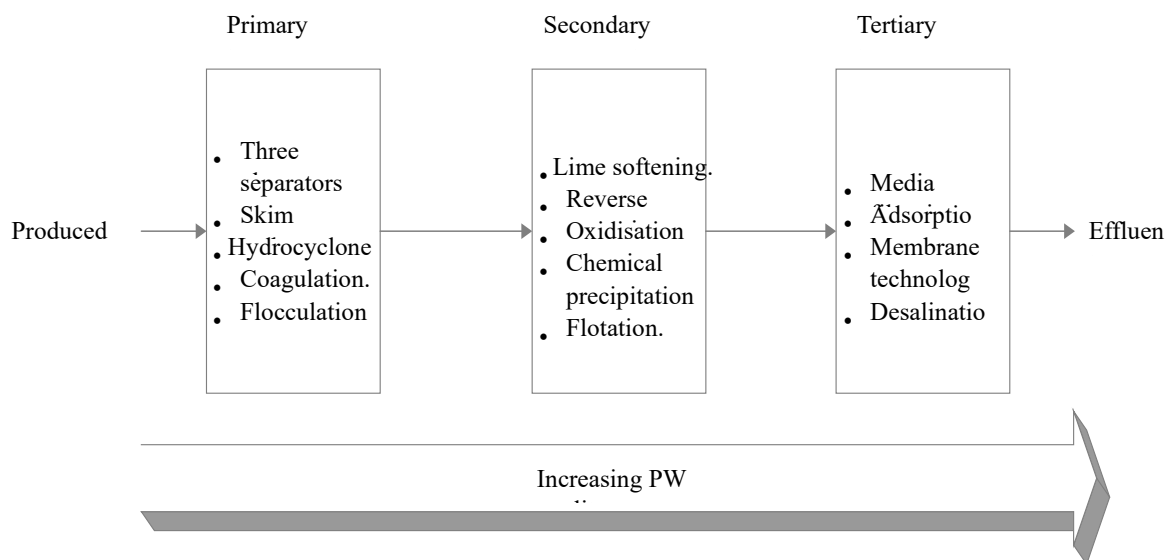 Primary
Secondary
Tertiary
Produced
Three
separators
Skim
Hydrocyclone
Coagulation.
Flocculation
Lime softening.
Reverse
Oxidisation
Chemical
precipitation
Flotation.
Media
Adsorptio
Membrane
technolog
Desalinatio
Effluen
Increasing PW